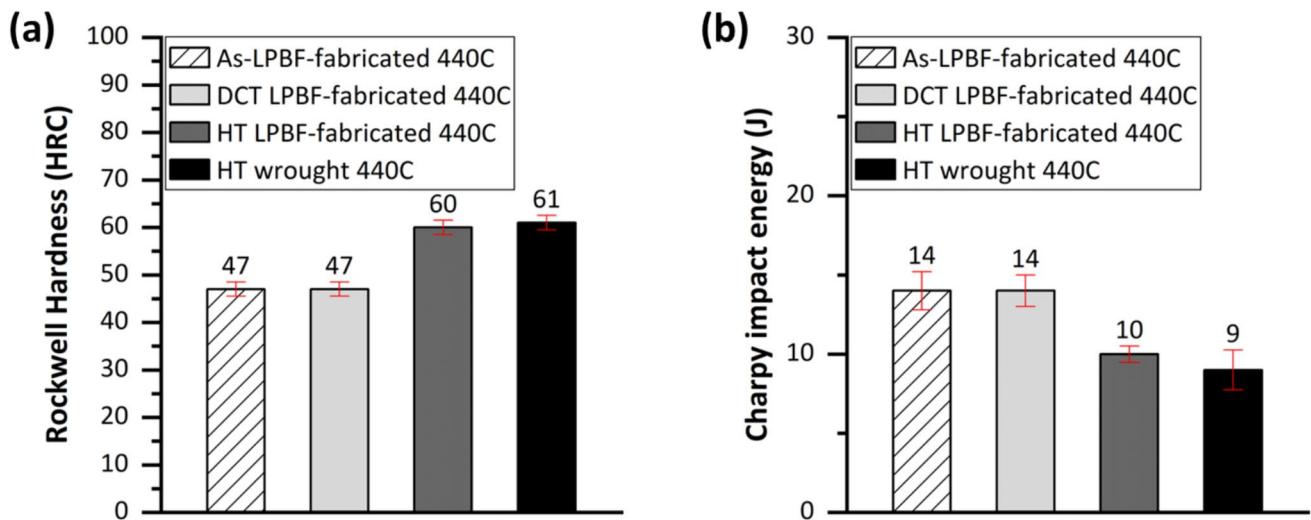 (a)
Rockwell Hardness (HRC)
100
90
80
70
60
50
40
30
20
10
0
As-LPBF-fabricated 440C
DCT LPBF-fabricated 440C
HT LPBF-fabricated 440C
HT wrought 440C
47
47
60
61
(b)
Charpy impact energy (J)
30
20
10
0
As-LPBF-fabricated 440C
DCT LPBF-fabricated 440C
HT LPBF-fabricated 440C
HT wrought 440C
14
14
10
9